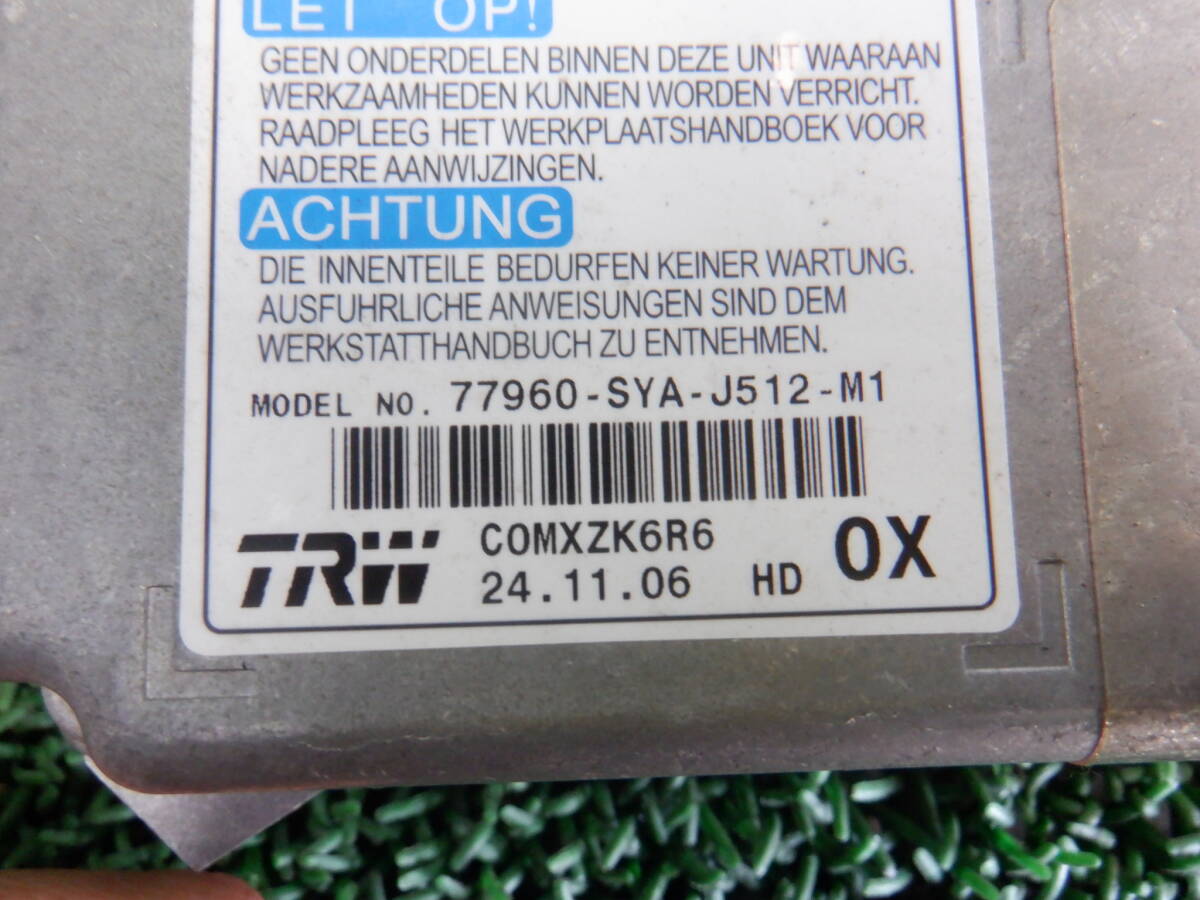 LET OP!
GEEN ONDERDELEN BINNEN DEZE UNIT WAARAAN
WERKZAAMHEDEN KUNNEN WORDEN VERRICHT.
RAADPLEEG HET WERKPLAATSHANDBOEK VOOR
NADERE AANWIJZINGEN.
ACHTUNG
DIE INNENTEILE BEDURFEN KEINER WARTUNG.
AUSFUHRLICHE ANWEISUNGEN SIND DEM
WERKSTATTHANDBUCH ZU ENTNEHMEN.
MODEL NO. 77960-SYA-J512-M1
TRW COMXZK6R6 0X
24.11.06 HD